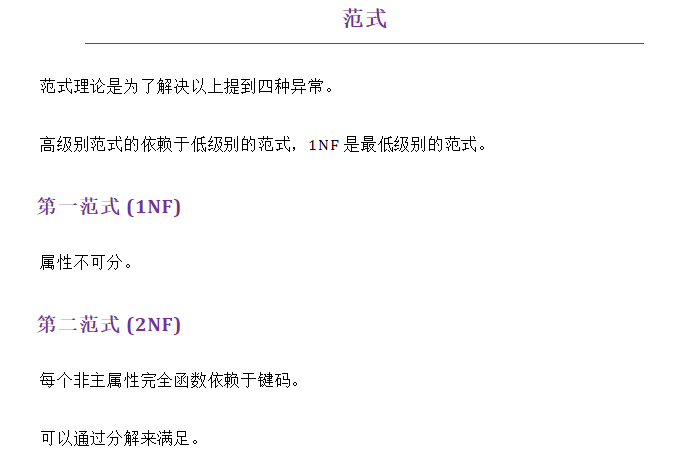 范式
范式理论是为了解决以上提到四种异常。
高级别范式的依赖于低级别的范式，1NF 是最低级别的范式。
第一范式 (1NF)
属性不可分。
第二范式 (2NF)
每个非主属性完全函数依赖于键码。
可以通过分解来满足。